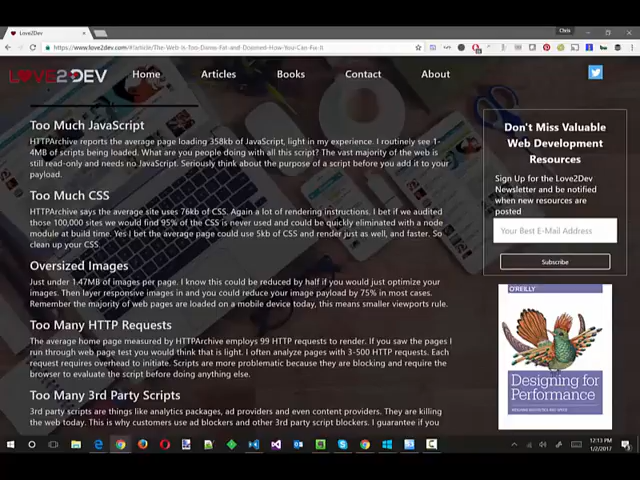 Love2Dev
Chris
https://www.love2dev.com/#!article/The-Web-is-Too-Damn-Fat-and-Doomed-How-You-Can-Fix-It
LOVE2DEV
Home Articles Books Contact About
Too Much JavaScript
HTTPArchive reports the average page loading 358kb of JavaScript, light in my experience. I routinely see 1-
4MB of scripts being loaded. What are you people doing with all this script? The vast majority of the web is
still read-only and needs no JavaScript. Seriously think about the purpose of a script before you add it to your
payload.
Too Much CSS
HTTPArchive says the average site uses 76kb of CSS. Again a lot of rendering instructions. I bet if we audited
those 100,000 sites we would find 95% of the CSS is never used and could be quickly eliminated with a node
module at build time. Yes I bet the average page could use 5kb of CSS and render just as well, and faster. So
clean up your CSS.
Oversized Images
Just under 1.47MB of images per page. I know this could be reduced by half if you would just optimize your
images. Then layer responsive images in and you could reduce your image payload by 75% in most cases.
Remember the majority of web pages are loaded on a mobile device today, this means smaller viewports rule.
Too Many HTTP Requests
The average home page measured by HTTPArchive employs 99 HTTP requests to render. If you saw the pages I
run through web page test you would think that is light. I often analyze pages with 3-500 HTTP requests. Each
request requires overhead to initiate. Scripts are more problematic because they are blocking and require the
browser to evaluate the script before doing anything else.
Too Many 3rd Party Scripts
3rd party scripts are things like analytics packages, ad providers and even content providers. They are killing
the web today. This is why customers use ad blockers and other 3rd party script blockers. I guarantee if you
Don't Miss Valuable
Web Development
Resources
Sign Up for the Love2Dev
Newsletter and be notified
when new resources are
posted
Your Best E-Mail Address
Subscribe
O'REILLY
Designing for
Performance
12:13 PM
1/2/2017